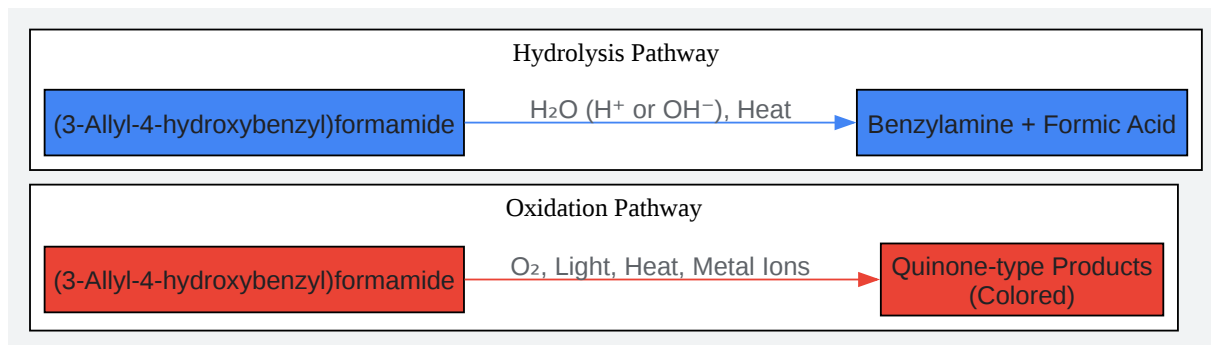 Hydrolysis Pathway
(3-Allyl-4-hydroxybenzyl)formamide
H₂O (H⁺ or OH⁻), Heat
Benzylamine + Formic Acid
Oxidation Pathway
(3-Allyl-4-hydroxybenzyl)formamide
O₂, Light, Heat, Metal Ions
Quinone-type Products
(Colored)